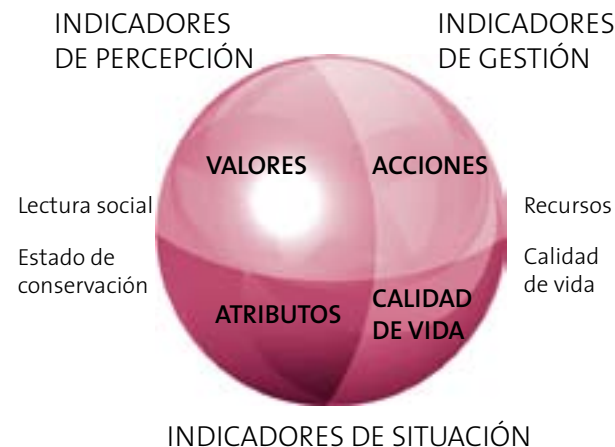 INDICADORES
DE PERCEPCIÓN
INDICADORES
DE GESTIÓN
VALORES
ACCIONES
Lectura social
Recursos
Estado de
conservación
Calidad
de vida
ATRIBUTOS
CALIDAD
DE VIDA
INDICADORES DE SITUACIÓN